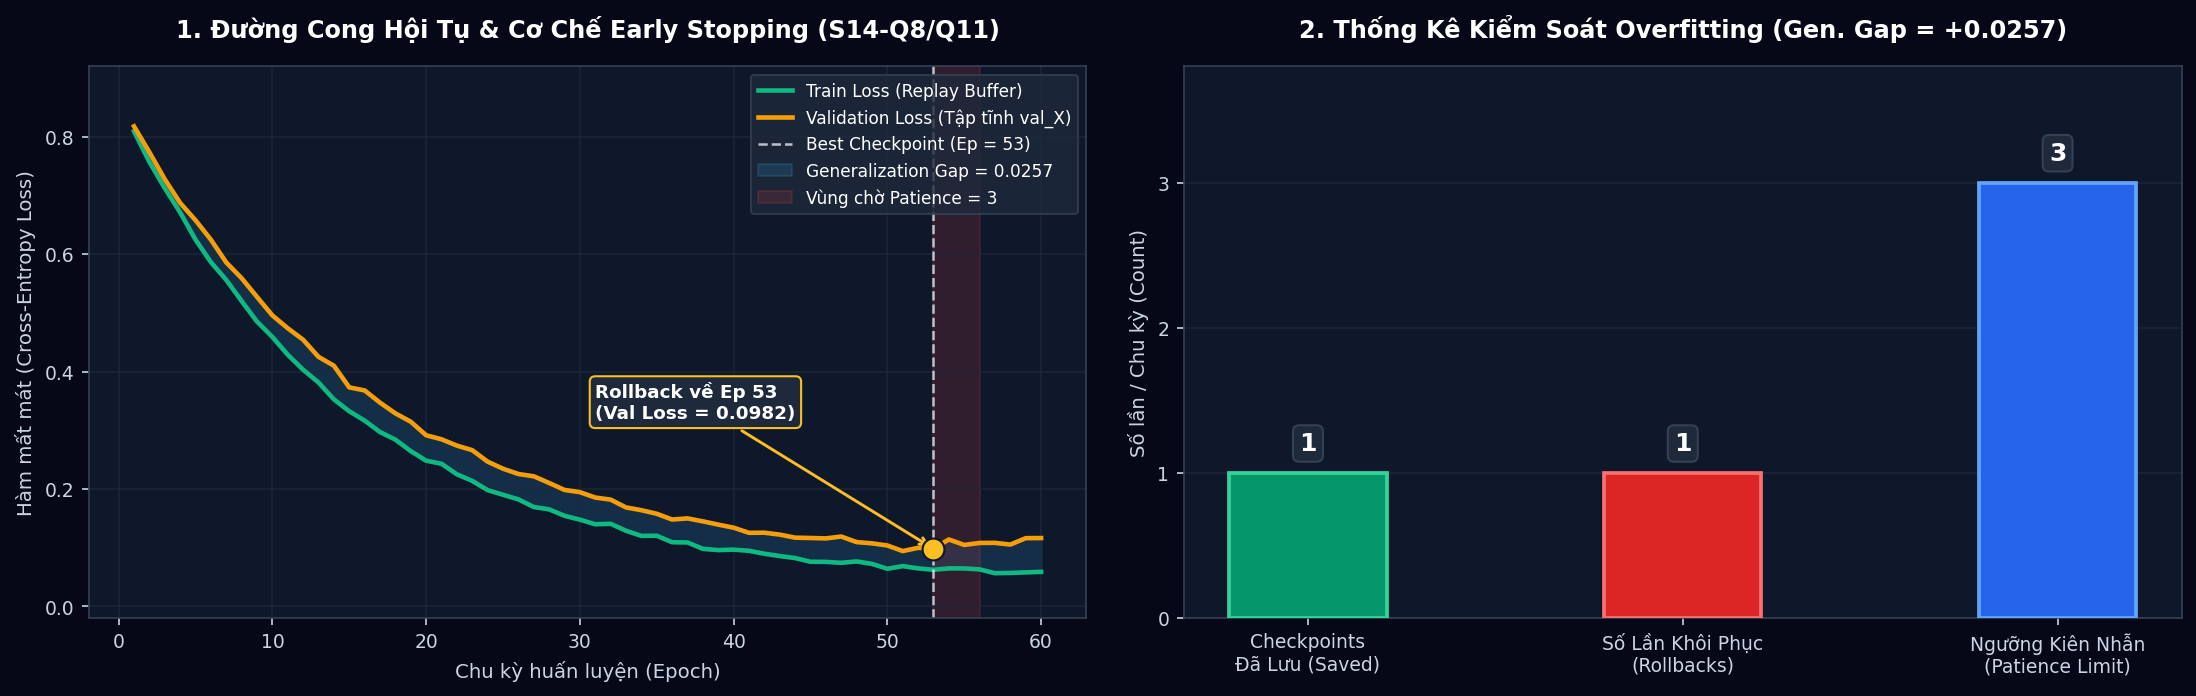 1. Đường Cong Hội Tụ & Cơ Chế Early Stopping (S14-Q8/Q11)
Hàm mất mát (Cross-Entropy Loss)
0.8
0.6
0.4
0.2
0.0
Train Loss (Replay Buffer)
Validation Loss (Tập tĩnh val_X)
Best Checkpoint (Ep = 53)
Generalization Gap = 0.0257
Vùng chờ Patience = 3
Rollback về Ep 53
(Val Loss = 0.0982)
0 10 20 30 40 50 60
Chu kỳ huấn luyện (Epoch)
2. Thống Kê Kiểm Soát Overfitting (Gen. Gap = +0.0257)
Số lần / Chu kỳ (Count)
3
2
1
0
1
1
3
Checkpoints
Đã Lưu (Saved)
Số Lần Khôi Phục
(Rollbacks)
Ngưỡng Kiên Nhẫn
(Patience Limit)